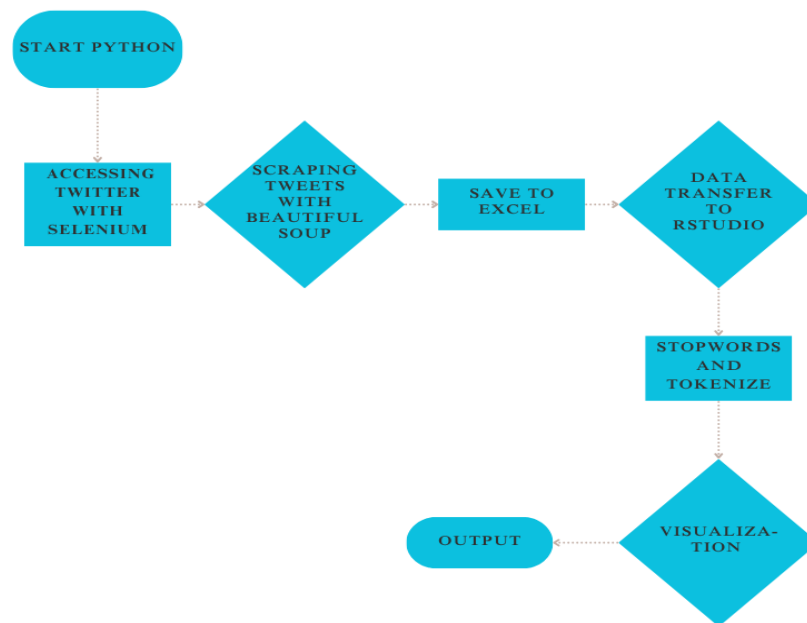 START PYTHON
ACCESSING
TWITTER
WITH
SELENIUM
SCRAPING
TWEETS
WITH
BEAUTIFUL
SOUP
SAVE TO
EXCEL
DATA
TRANSFER
TO
RSTUDIO
STOPWORDS
AND
TOKENIZE
VISUALIZA-
TION
OUTPUT